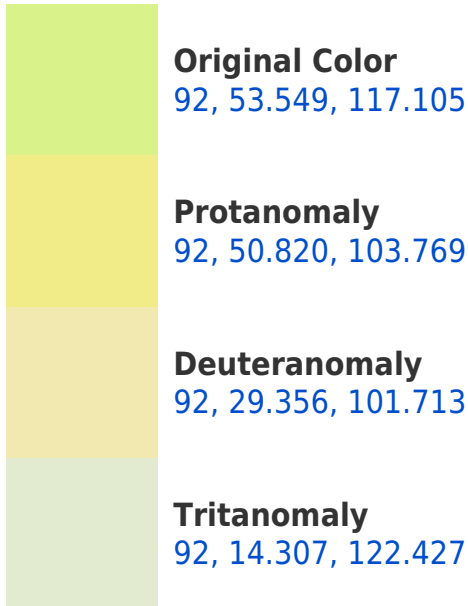 Original Color
92, 53.549, 117.105
Protanomaly
92, 50.820, 103.769
Deuteranomaly
92, 29.356, 101.713
Tritanomaly
92, 14.307, 122.427